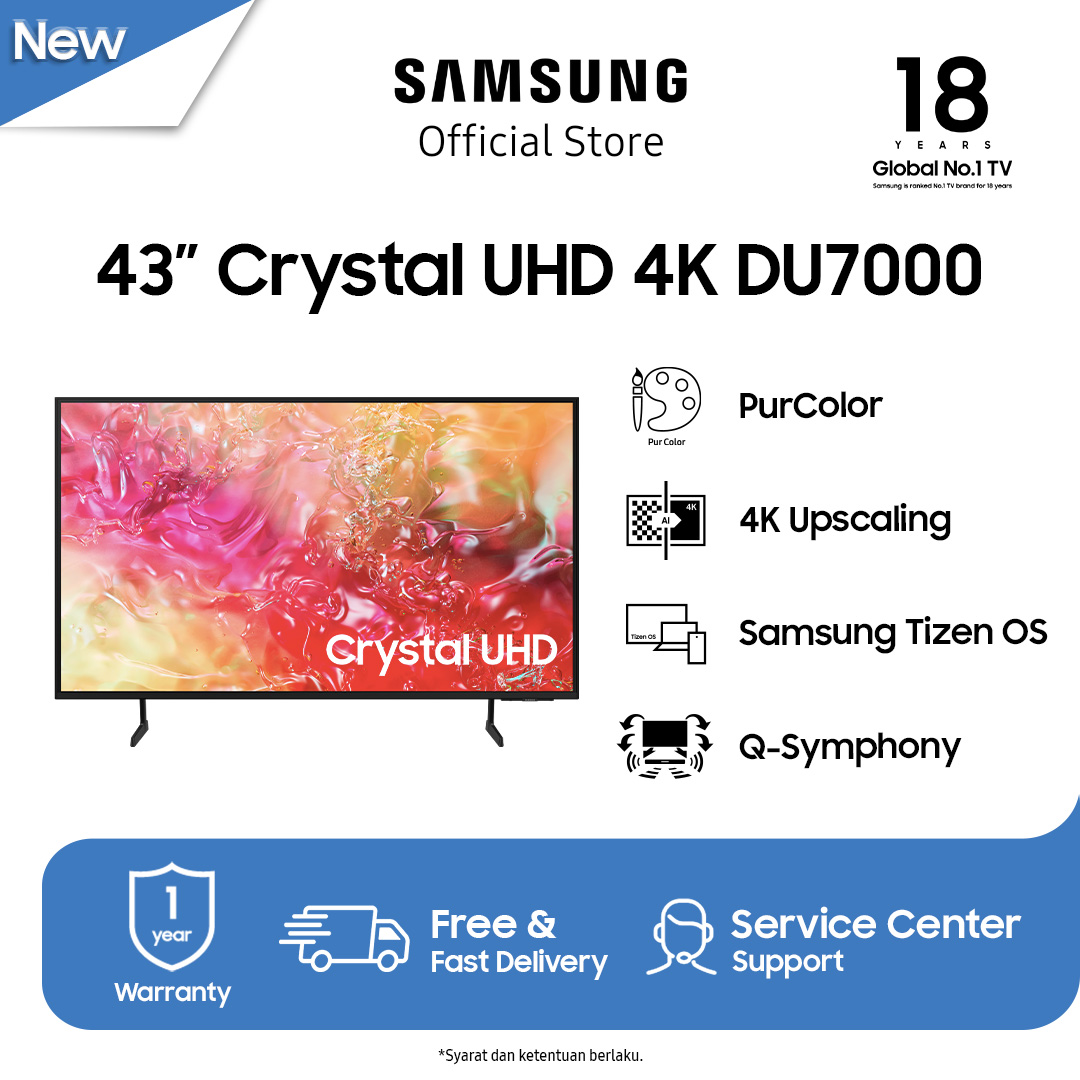 New
SAMSUNG
Official Store
18
YEARS
Global No.1 TV
Samsung is ranked No.1 TV brand for 18 years
43” Crystal UHD 4K DU7000
Crystal UHD
Pur Color
PurColor
AI
4K
4K Upscaling
Tizen OS
Samsung Tizen OS
Q-Symphony
1
year
Warranty
Free &
Fast Delivery
Service Center
Support
*Syarat dan ketentuan berlaku.